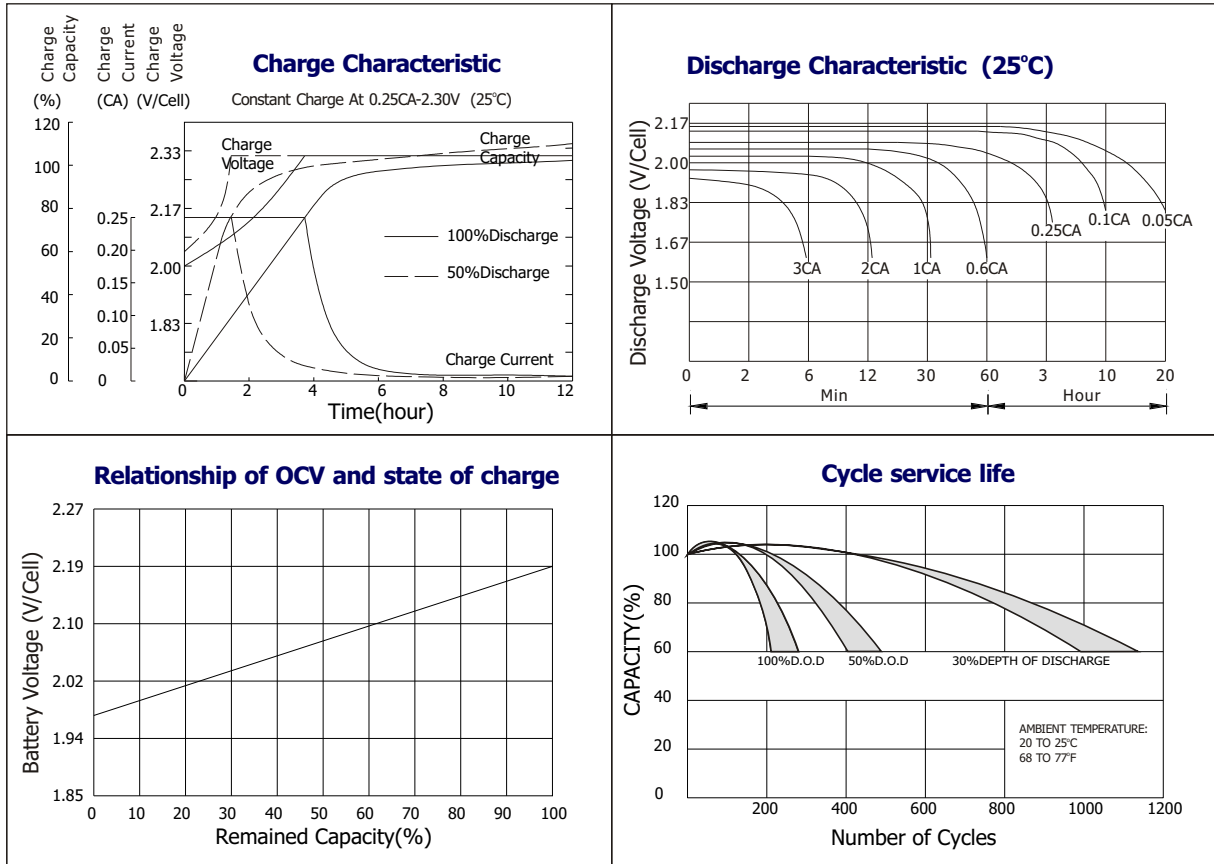 Charge Capacity
Charge Current
Charge Voltage
(%) (CA) (V/Cell)
Charge Characteristic
Constant Charge At 0.25CA-2.30V (25°C)
120
100
80
60
40
20
0
0.25
0.20
0.15
0.10
0.05
0
2.33
2.17
2.00
1.83
Charge Voltage
Charge Capacity
100%Discharge
50%Discharge
Charge Current
0 2 4 6 8 10 12
Time(hour)
Discharge Characteristic (25°C)
Discharge Voltage (V/Cell)
2.17
2.00
1.83
1.67
1.50
3CA 2CA 1CA 0.6CA 0.25CA 0.1CA 0.05CA
0 2 6 12 30 60 3 10 20
Min Hour
Relationship of OCV and state of charge
Battery Voltage (V/Cell)
2.27
2.19
2.10
2.02
1.94
1.85
0 10 20 30 40 50 60 70 80 90 100
Remained Capacity(%)
Cycle service life
CAPACITY(%)
120
100
80
60
40
20
0
100%D.O.D 50%D.O.D 30%DEPTH OF DISCHARGE
AMBIENT TEMPERATURE:
20 TO 25°C
68 TO 77°F
200 400 600 800 1000 1200
Number of Cycles